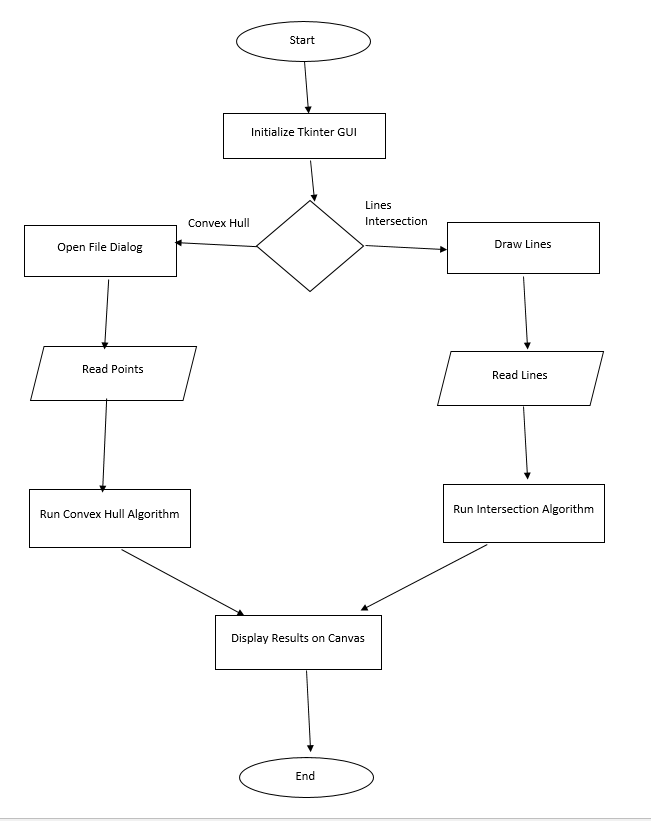 Start
Initialize Tkinter GUI
Convex Hull
Lines
Intersection
Open File Dialog
Draw Lines
Read Points
Read Lines
Run Convex Hull Algorithm
Run Intersection Algorithm
Display Results on Canvas
End